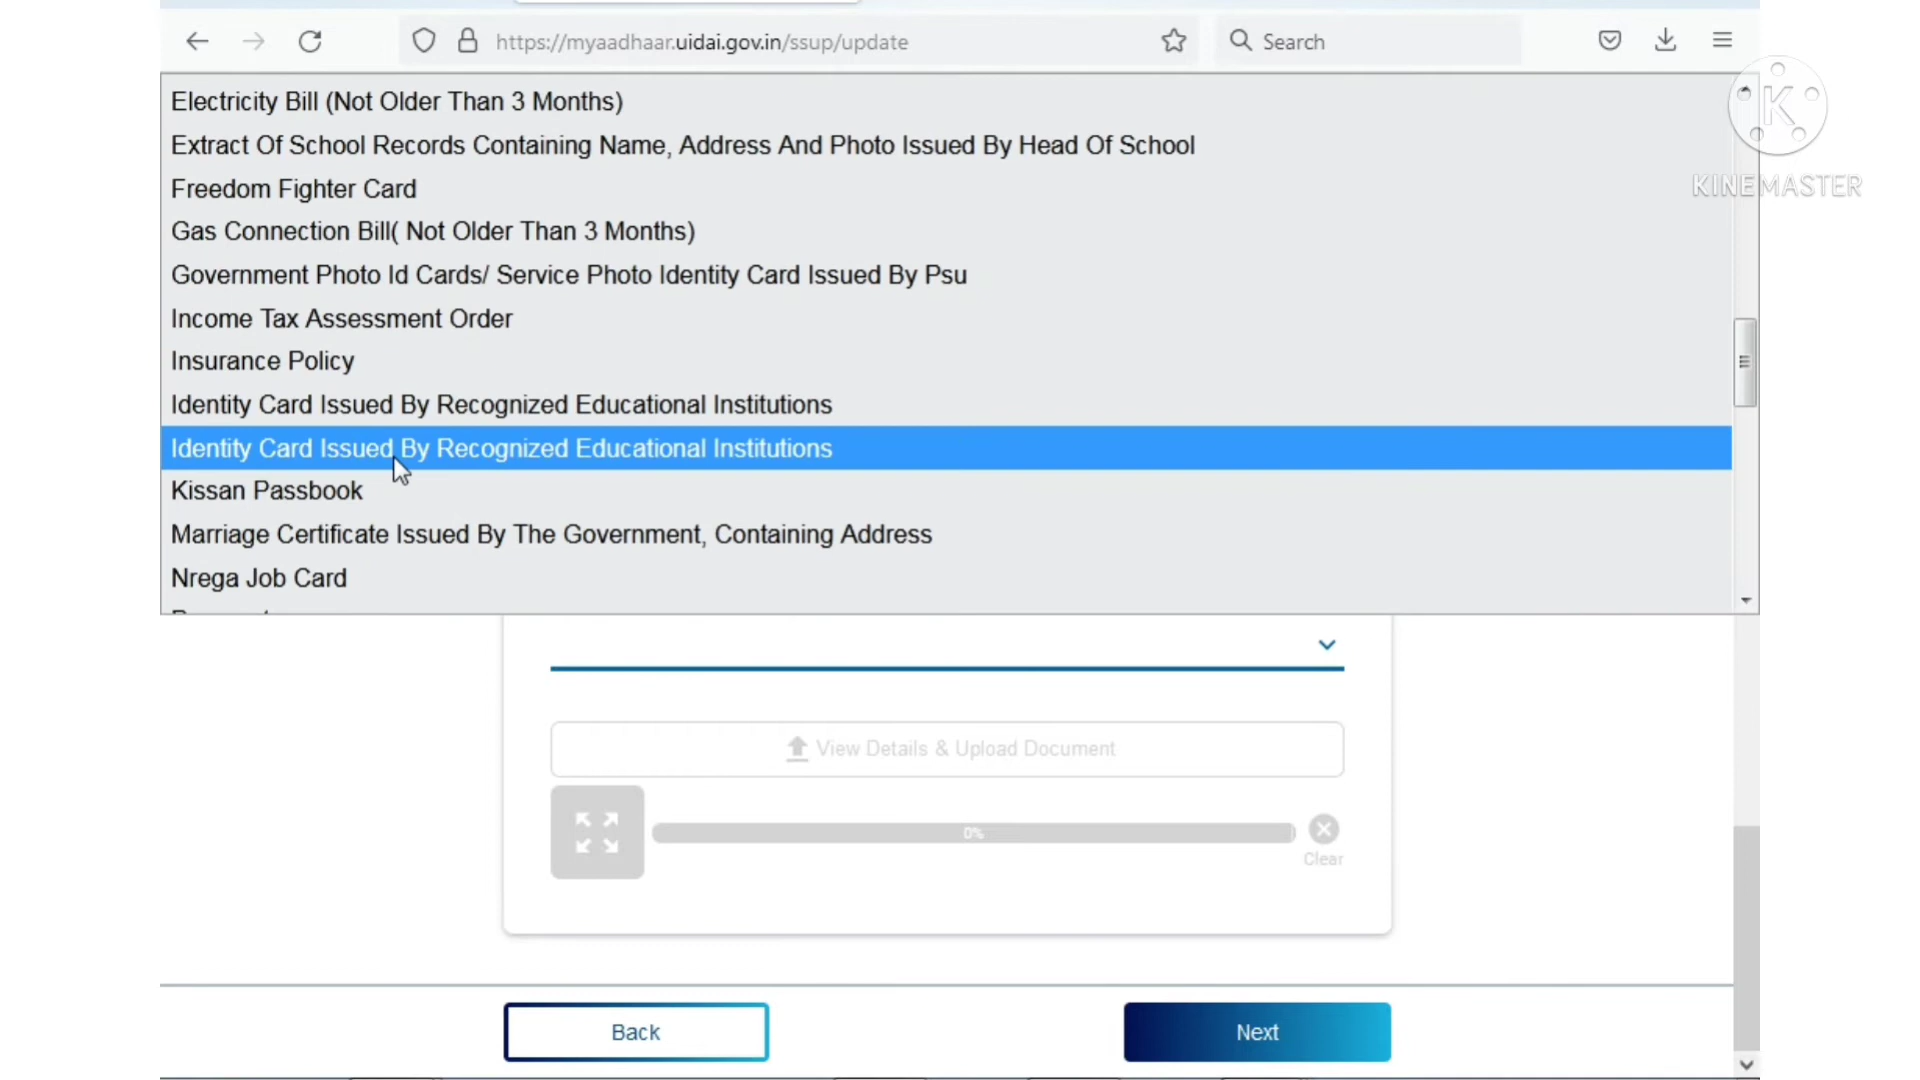 https://myaadhaar.uidai.gov.in/ssup/update
Search
K
KINEMASTER
Electricity Bill (Not Older Than 3 Months)
Extract Of School Records Containing Name, Address And Photo Issued By Head Of School
Freedom Fighter Card
Gas Connection Bill( Not Older Than 3 Months)
Government Photo Id Cards/ Service Photo Identity Card Issued By Psu
Income Tax Assessment Order
Insurance Policy
Identity Card Issued By Recognized Educational Institutions
Identity Card Issued By Recognized Educational Institutions
Kissan Passbook
Marriage Certificate Issued By The Government, Containing Address
Nrega Job Card
View Details & Upload Document
0%
Clear
Back
Next